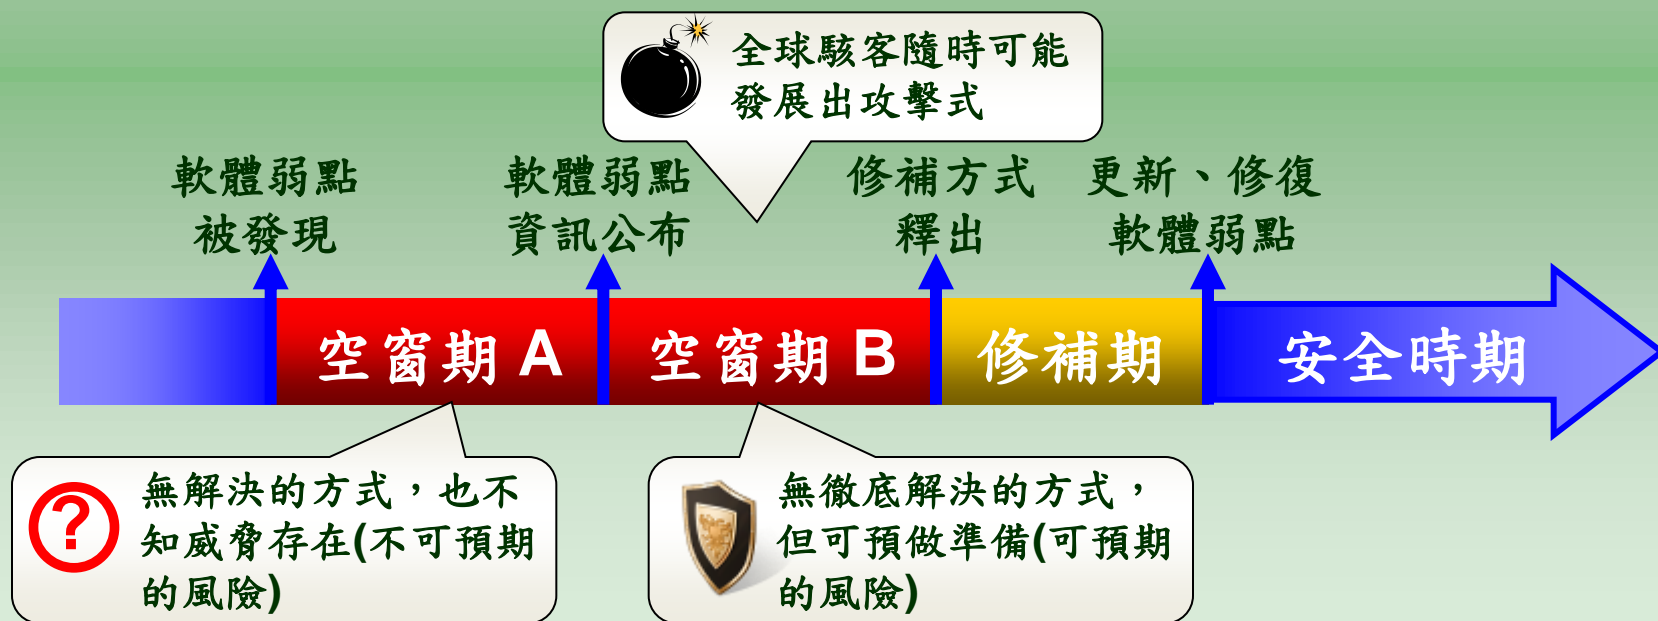 全球駭客隨時可能
發展出攻擊式
軟體弱點
被發現
軟體弱點
資訊公布
修補方式
釋出
更新、修復
軟體弱點
空窗期 A
空窗期 B
修補期
安全時期
?
無解決的方式，也不
知威脅存在(不可預期
的風險)
無徹底解決的方式，
但可預做準備(可預期
的風險)